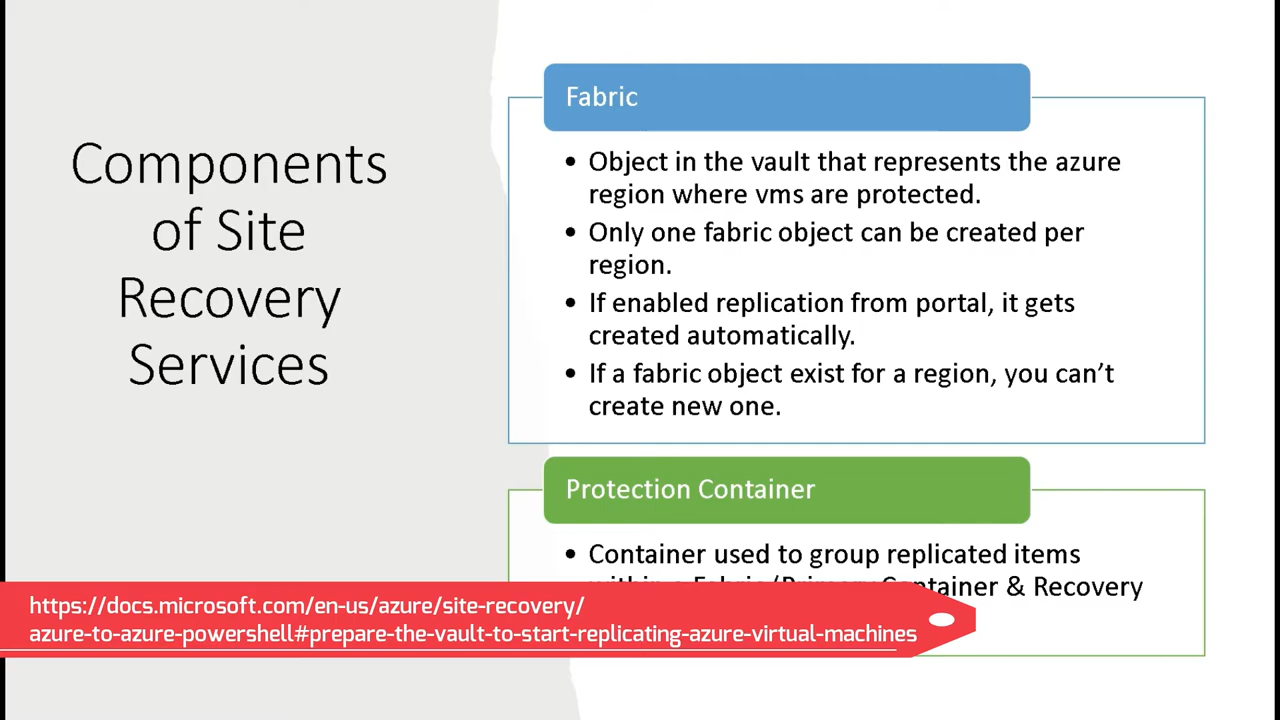 Components
of Site
Recovery
Services
Fabric
• Object in the vault that represents the azure
region where vms are protected.
• Only one fabric object can be created per
region.
• If enabled replication from portal, it gets
created automatically.
• If a fabric object exist for a region, you can’t
create new one.
Protection Container
• Container used to group replicated items
within a Fabric/Primary Container & Recovery
https://docs.microsoft.com/en-us/azure/site-recovery/
azure-to-azure-powershell#prepare-the-vault-to-start-replicating-azure-virtual-machines